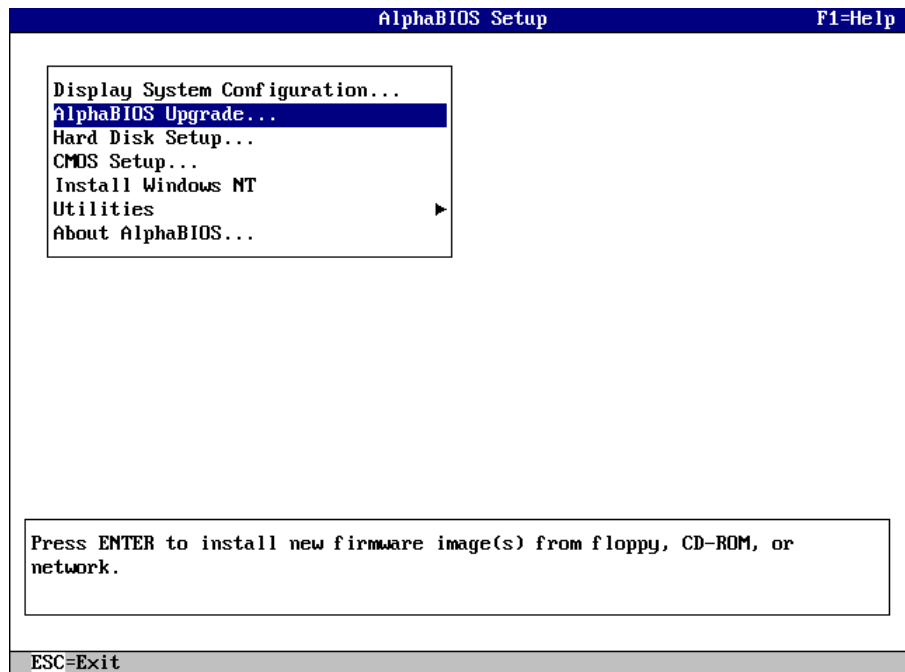 AlphaBIOS Setup F1=Help
Display System Configuration...
AlphaBIOS Upgrade...
Hard Disk Setup...
CMOS Setup...
Install Windows NT
Utilities
About AlphaBIOS...
Press ENTER to install new firmware image(s) from floppy, CD-ROM, or
network.
ESC=Exit